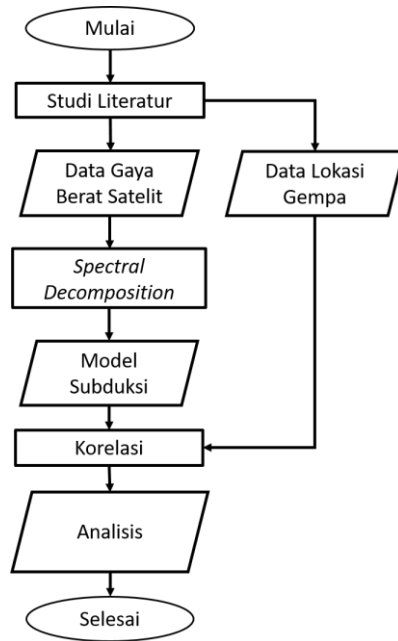 Mulai
Studi Literatur
Data Gaya
Berat Satelit
Data Lokasi
Gempa
Spectral
Decomposition
Model
Subduksi
Korelasi
Analisis
Selesai